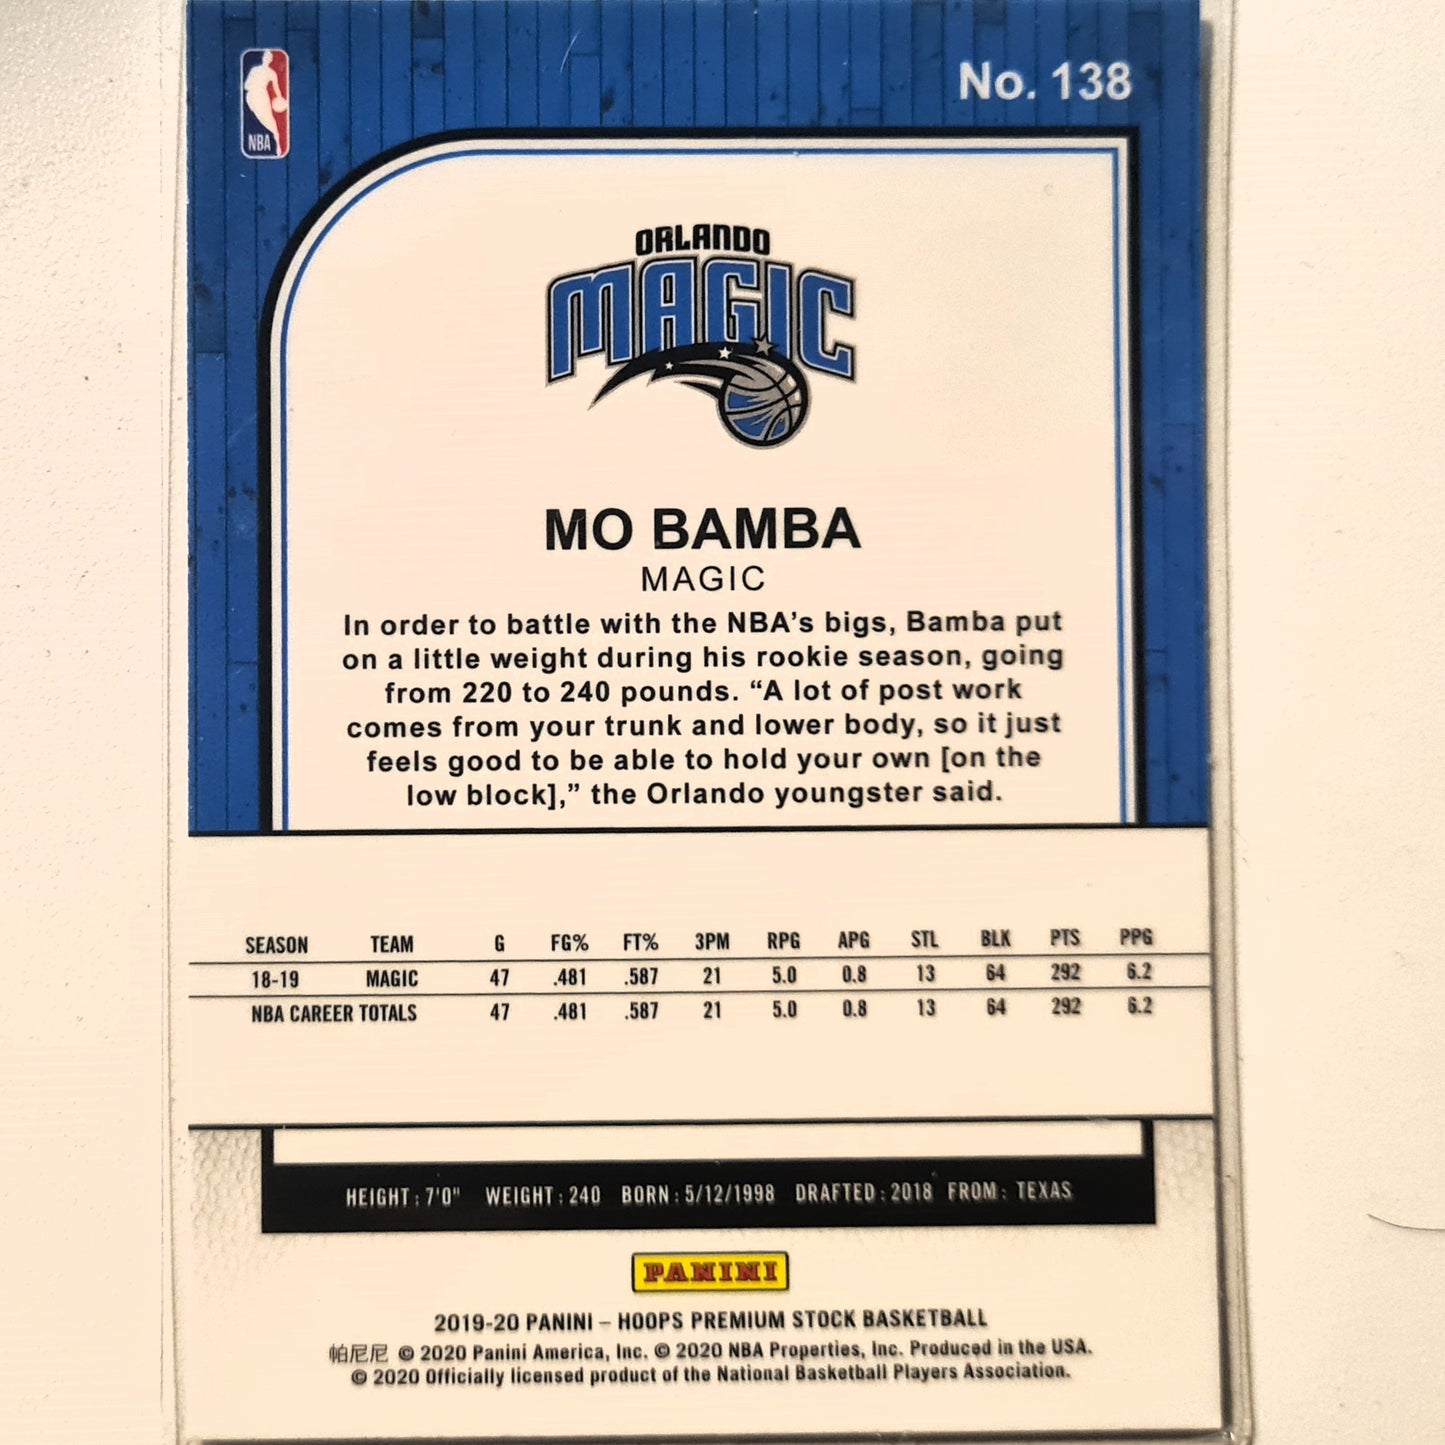 NBA
No. 138
ORLANDO
MAGIC
MO BAMBA
MAGIC
In order to battle with the NBA's bigs, Bamba put
on a little weight during his rookie season, going
from 220 to 240 pounds. “A lot of post work
comes from your trunk and lower body, so it just
feels good to be able to hold your own [on the
low block],” the Orlando youngster said.
SEASON TEAM G FG% FT% 3PM RPG APG STL BLK PTS PPG
18-19 MAGIC 47 .481 .587 21 5.0 0.8 13 64 292 6.2
NBA CAREER TOTALS 47 .481 .587 21 5.0 0.8 13 64 292 6.2
HEIGHT: 7'0" WEIGHT: 240 BORN: 5/12/1998 DRAFTED: 2018 FROM: TEXAS
PANINI
2019-20 PANINI – HOOPS PREMIUM STOCK BASKETBALL
帕尼尼 © 2020 Panini America, Inc. © 2020 NBA Properties, Inc. Produced in the USA.
© 2020 Officially licensed product of the National Basketball Players Association.